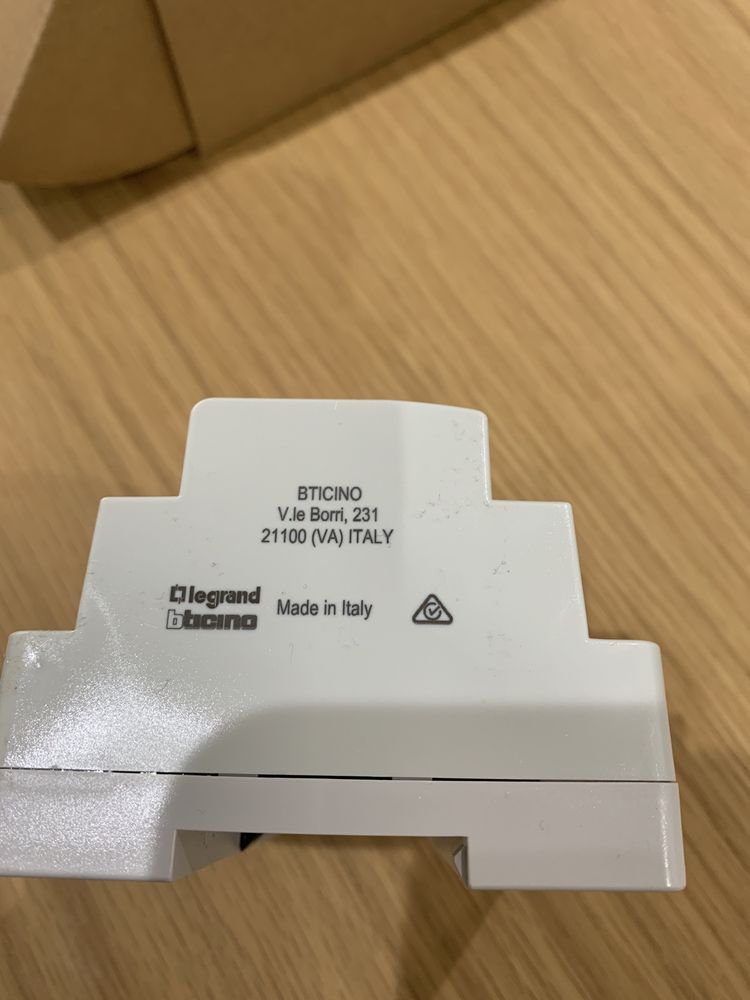 BTICINO
V.le Borri, 231
21100 (VA) ITALY
legrand
bticino
Made in Italy